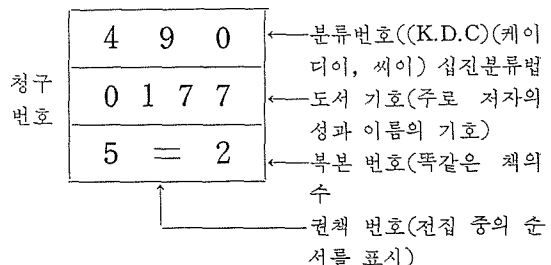 청구
번호
4 9 0
0 1 7 7
5 = 2
분류번호((K.D.C)(케이
디이, 씨이) 십진분류법
도서 기호(주로 저자의
성과 이름의 기호)
복본 번호(똑같은 책의
수
권책 번호(전집 중의 순
서를 표시)